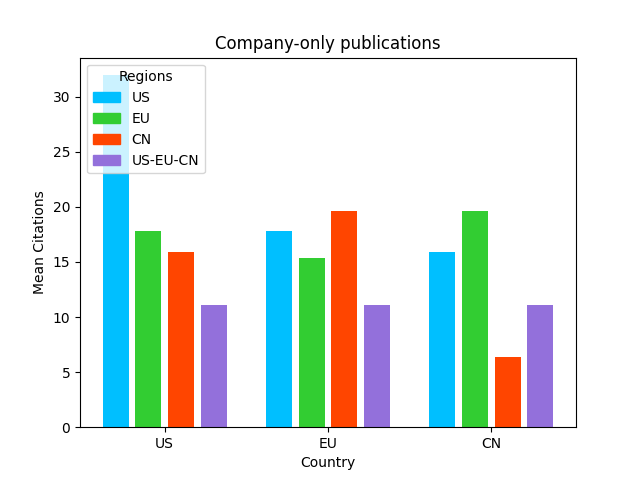 Company-only publications
Regions
US
EU
CN
US-EU-CN
Mean Citations
30
25
20
15
10
5
0
US EU CN
Country